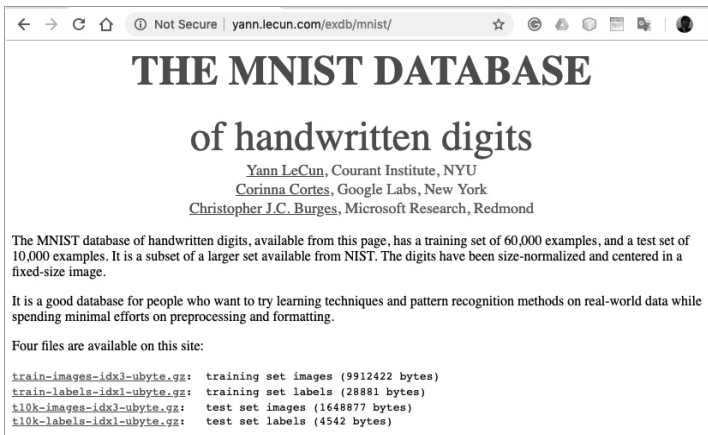 Not Secure | yann.lecun.com/exdb/mnist/
THE MNIST DATABASE
of handwritten digits
Yann LeCun, Courant Institute, NYU
Corinna Cortes, Google Labs, New York
Christopher J.C. Burges, Microsoft Research, Redmond
The MNIST database of handwritten digits, available from this page, has a training set of 60,000 examples, and a test set of
10,000 examples. It is a subset of a larger set available from NIST. The digits have been size-normalized and centered in a
fixed-size image.
It is a good database for people who want to try learning techniques and pattern recognition methods on real-world data while
spending minimal efforts on preprocessing and formatting.
Four files are available on this site:
train-images-idx3-ubyte.gz: training set images (9912422 bytes)
train-labels-idx1-ubyte.gz: training set labels (28881 bytes)
t10k-images-idx3-ubyte.gz: test set images (1648877 bytes)
t10k-labels-idx1-ubyte.gz: test set labels (4542 bytes)